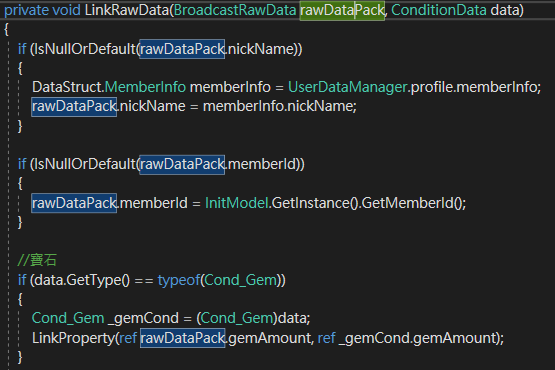 private void LinkRawData(BroadcastRawData rawDataPack, ConditionData data)
{
if (IsNullOrDefault(rawDataPack.nickName))
{
DataStruct.MemberInfo memberInfo = UserDataManager.profile.memberInfo;
rawDataPack.nickName = memberInfo.nickName;
}
if (IsNullOrDefault(rawDataPack.memberId))
{
rawDataPack.memberId = InitModel.GetInstance().GetMemberId();
}
//寶石
if (data.GetType() == typeof(Cond_Gem))
{
Cond_Gem _gemCond = (Cond_Gem)data;
LinkProperty(ref rawDataPack.gemAmount, ref _gemCond.gemAmount);
}